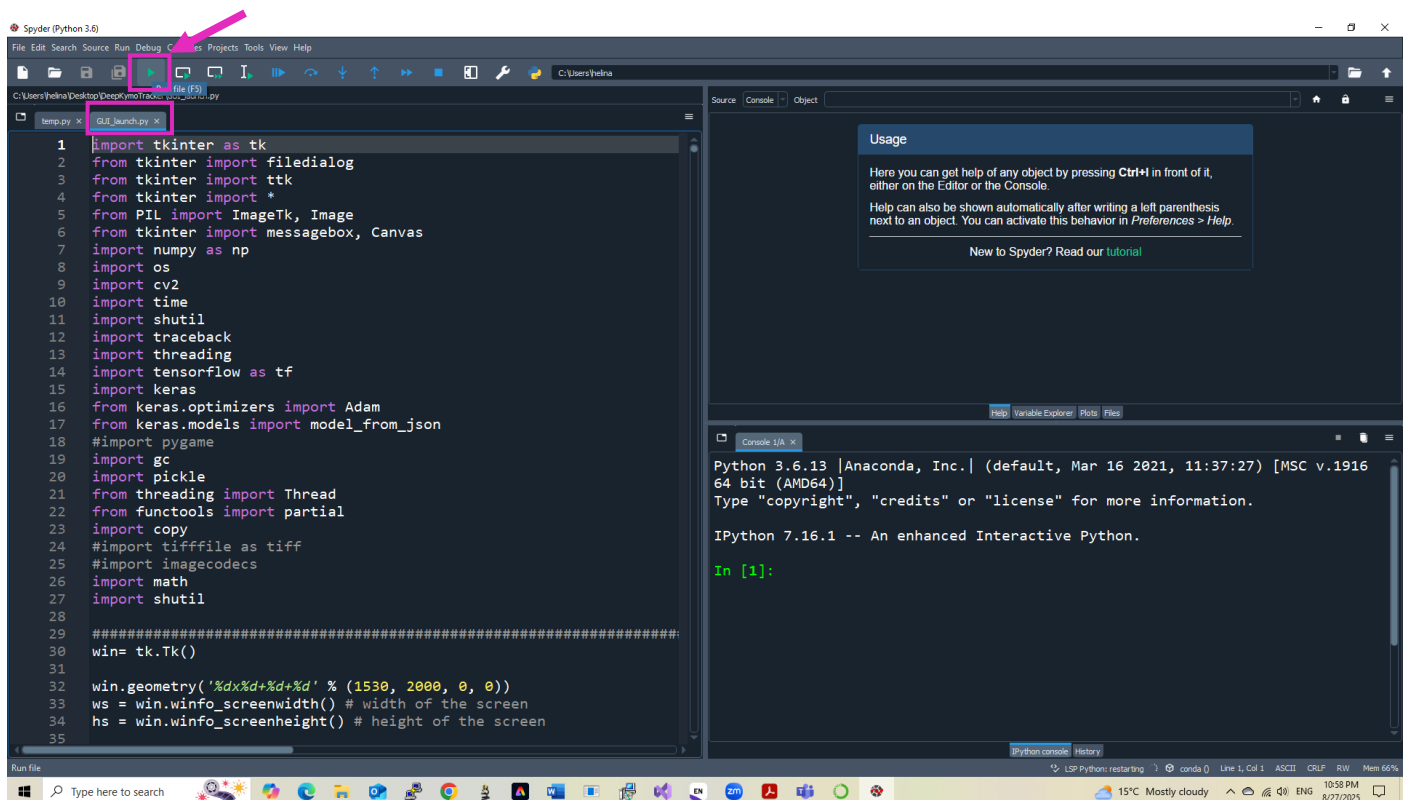 Spyder (Python 3.6)
File Edit Search Source Run Debug Projects Tools View Help
C:\Users\helina
file (F5)
C:\Users\helina\Desktop\DeepKymoTracker\GUI_launch.py
temp.py × GUI_launch.py ×
1 import tkinter as tk
2 from tkinter import filedialog
3 from tkinter import ttk
4 from tkinter import *
5 from PIL import ImageTk, Image
6 from tkinter import messagebox, Canvas
7 import numpy as np
8 import os
9 import cv2
10 import time
11 import shutil
12 import traceback
13 import threading
14 import tensorflow as tf
15 import keras
16 from keras.optimizers import Adam
17 from keras.models import model_from_json
18 #import pygame
19 import gc
20 import pickle
21 from threading import Thread
22 from functools import partial
23 import copy
24 #import tifffile as tiff
25 #import imagecodecs
26 import math
27 import shutil
28
29 ####################################################################
30 win= tk.Tk()
31
32 win.geometry('%dx%d+%d+%d' % (1530, 2000, 0, 0))
33 ws = win.winfo_screenwidth() # width of the screen
34 hs = win.winfo_screenheight() # height of the screen
35
Source Console Object
Usage
Here you can get help of any object by pressing Ctrl+I in front of it,
either on the Editor or the Console.
Help can also be shown automatically after writing a left parenthesis
next to an object. You can activate this behavior in Preferences > Help.
New to Spyder? Read our tutorial
Help Variable Explorer Plots Files
Console 1/A ×
Python 3.6.13 |Anaconda, Inc.| (default, Mar 16 2021, 11:37:27) [MSC v.1916
64 bit (AMD64)]
Type "copyright", "credits" or "license" for more information.
IPython 7.16.1 -- An enhanced Interactive Python.
In [1]:
IPython console History
Run file
LSP Python: restarting conda () Line 1, Col 1 ASCII CRLF RW Mem 66%
Type here to search
EN
zm
15°C Mostly cloudy ENG
10:58 PM
8/27/2025